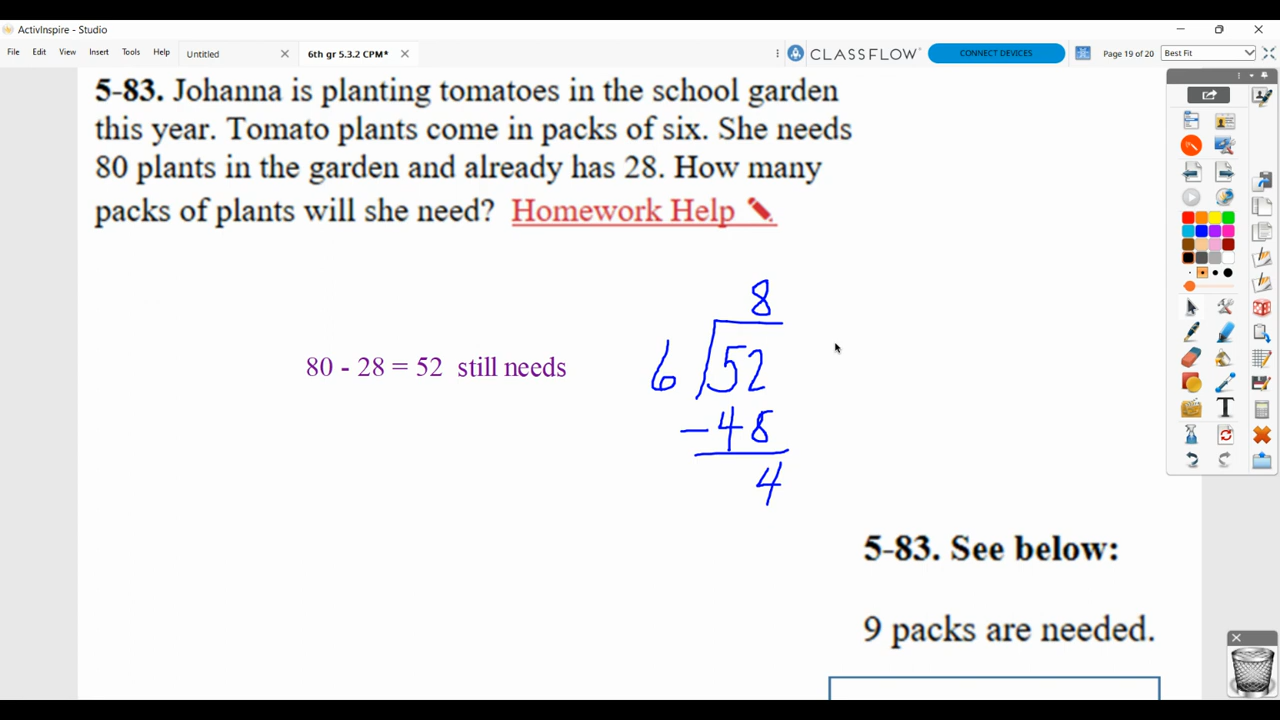 ActivInspire - Studio
File Edit View Insert Tools Help Untitled 6th gr 5.3.2 CPM* CLASSFLOW CONNECT DEVICES Page 19 of 20 Best Fit
5-83. Johanna is planting tomatoes in the school garden
this year. Tomato plants come in packs of six. She needs
80 plants in the garden and already has 28. How many
packs of plants will she need? Homework Help
8
80 - 28 = 52 still needs 6 52
-48
4
5-83. See below:
9 packs are needed.